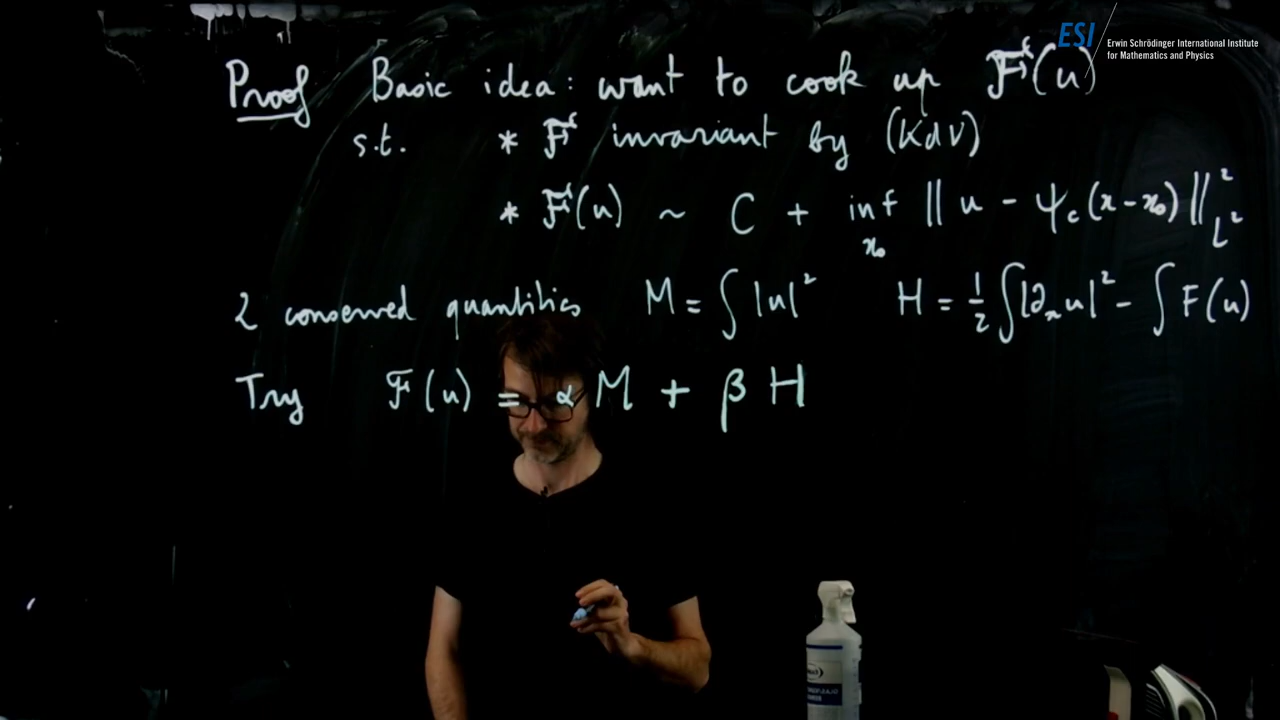 ESI
Erwin Schrödinger International Institute
for Mathematics and Physics
Proof Basic idea: want to cook up ℱ(u)
s.t. * ℱ invariant by (KdV)
* ℱ(u) ~ C + inf_{x₀} ‖ u - ψ_c(x-x₀) ‖²_{L²}
2 conserved quantities M = ∫ |u|² H = ½ ∫ |∂ₓu|² - ∫ F(u)
Try ℱ(u) = α M + β H